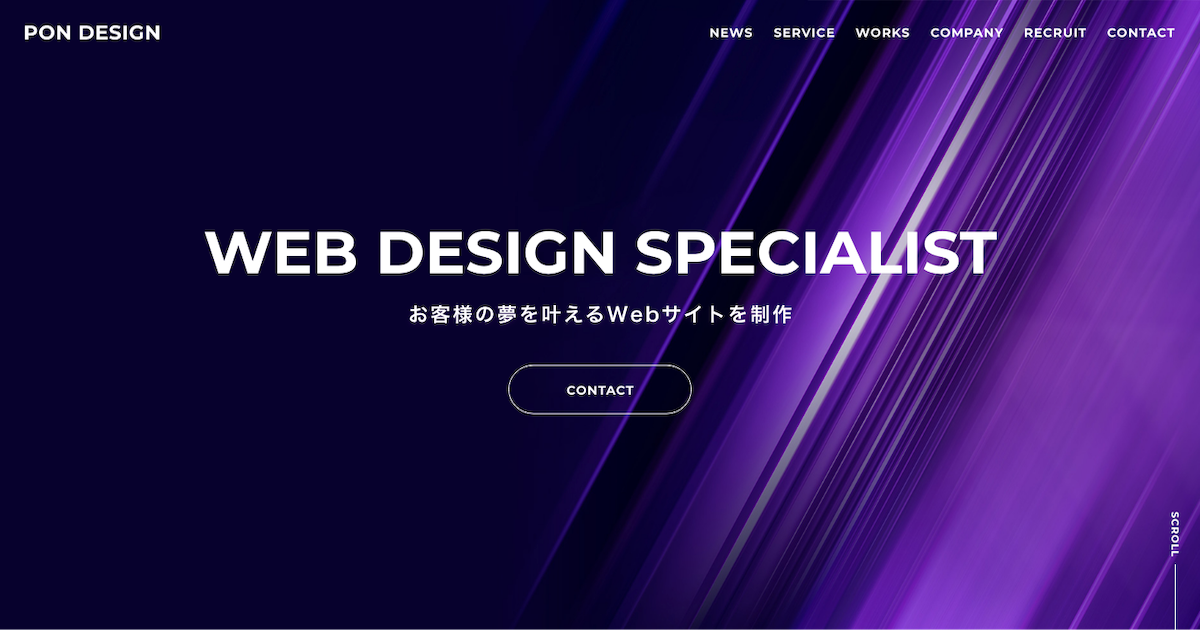 PON DESIGN
NEWS SERVICE WORKS COMPANY RECRUIT CONTACT
WEB DESIGN SPECIALIST
お客様の夢を叶えるWebサイトを制作
CONTACT
SCROLL